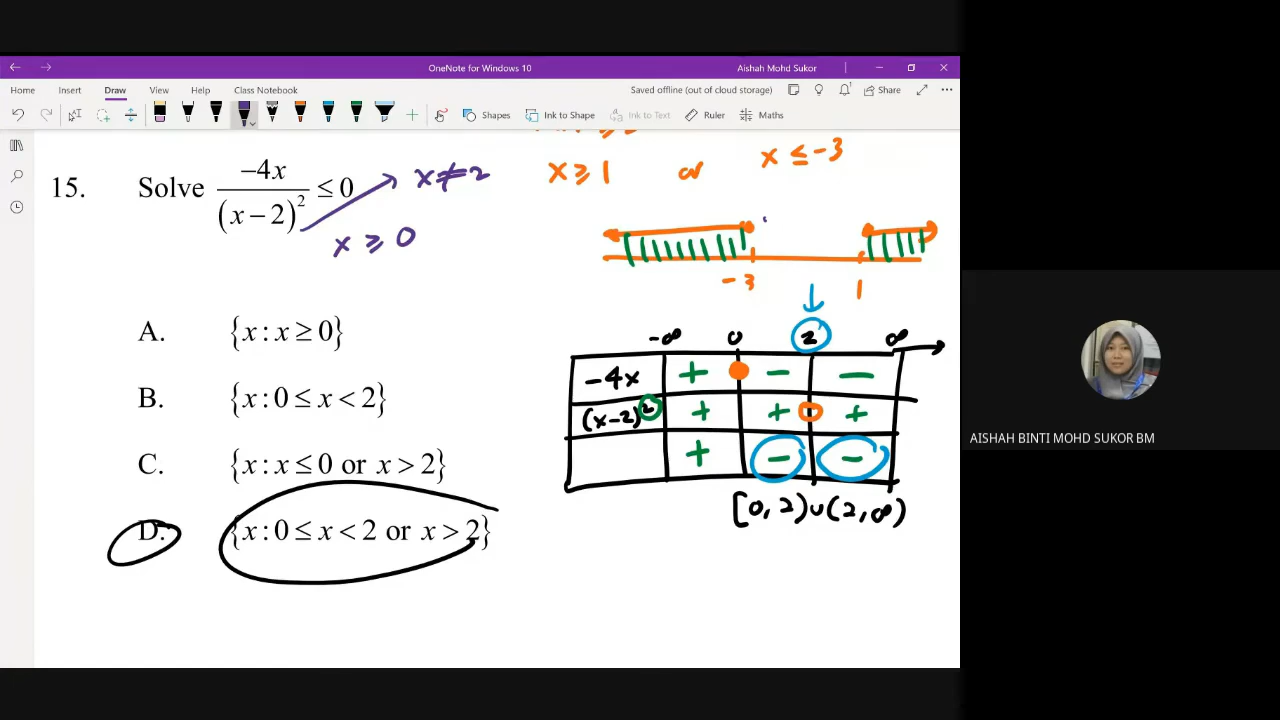 OneNote for Windows 10
Aishah Mohd Sukor
Home Insert Draw View Help Class Notebook
Saved offline (out of cloud storage) Share
Shapes Ink to Shape Ink to Text Ruler Maths
x ≥ 1 or x ≤ -3
15. Solve -4x / (x - 2)² ≤ 0
x ≠ 2
x ≥ 0
-3 1
A. {x : x ≥ 0}
B. {x : 0 ≤ x < 2}
C. {x : x ≤ 0 or x > 2}
D. {x : 0 ≤ x < 2 or x > 2}
-∞ 0 2 ∞
-4x + - -
(x-2)² + + +
+ - -
[0, 2) ∪ (2, ∞)
AISHAH BINTI MOHD SUKOR BM